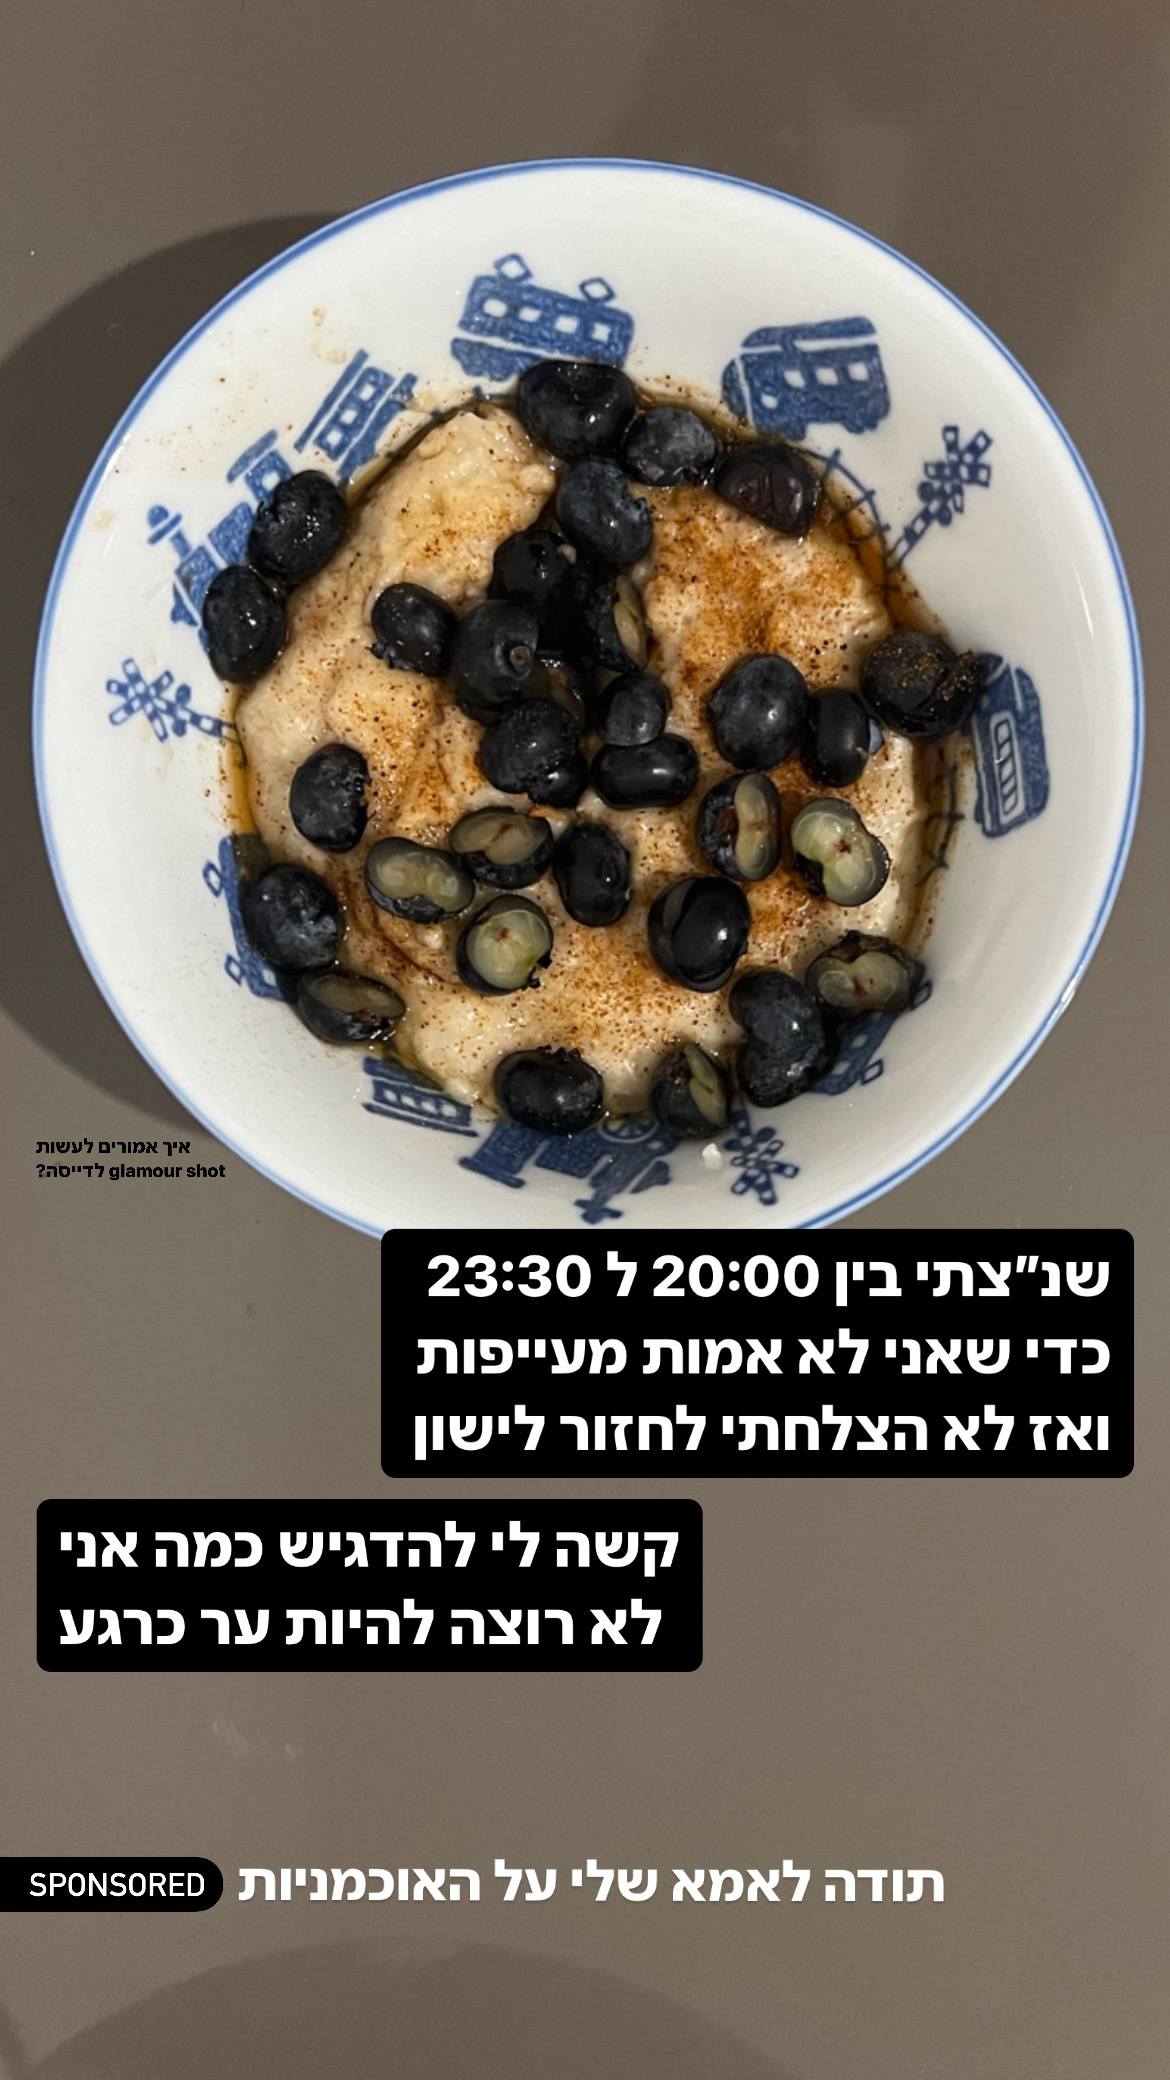 איך אמורים לעשות
glamour shot לדייסה?
שנ״צתי בין 20:00 ל 23:30
כדי שאני לא אמות מעייפות
ואז לא הצלחתי לחזור לישון
קשה לי להדגיש כמה אני
לא רוצה להיות ער כרגע
תודה לאמא שלי על האוכמניות
SPONSORED